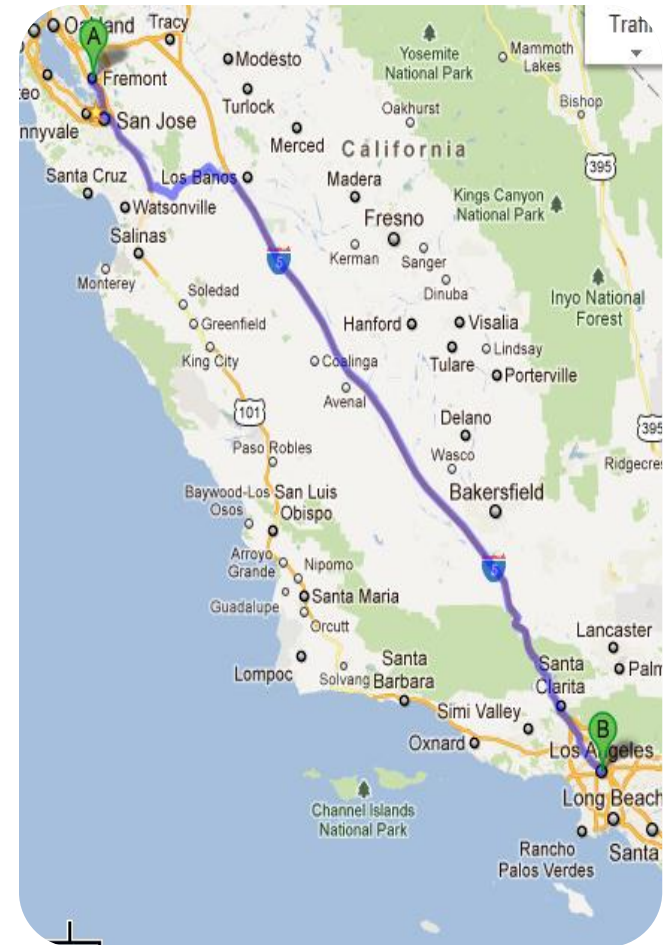 Oakland
Tracy
Tra
A
Fremont
Modesto
Yosemite
National Park
Mammoth
Lakes
eo
Turlock
Oakhurst
Bishop
nnyvale
San Jose
Merced
California
395
Santa Cruz
Los Banos
Madera
Watsonville
Kings Canyon
National Park
Fresno
Salinas
5
Kerman
Sanger
Monterey
Dinuba
Inyo National
Forest
Soledad
Greenfield
Hanford
Visalia
King City
Coalinga
Tulare
Lindsay
Porterville
Avenal
101
Delano
395
Paso Robles
Wasco
Ridgecres
Baywood-Los
Osos
San Luis
Obispo
Bakersfield
Arroyo
Grande
Nipomo
5
Guadalupe
Santa Maria
Orcutt
Lancaster
Lompoc
Solvang
Santa
Barbara
Santa
Clarita
Palm
Simi Valley
B
Oxnard
Los Angeles
Channel Islands
National Park
Long Beach
Rancho
Palos Verdes
Santa